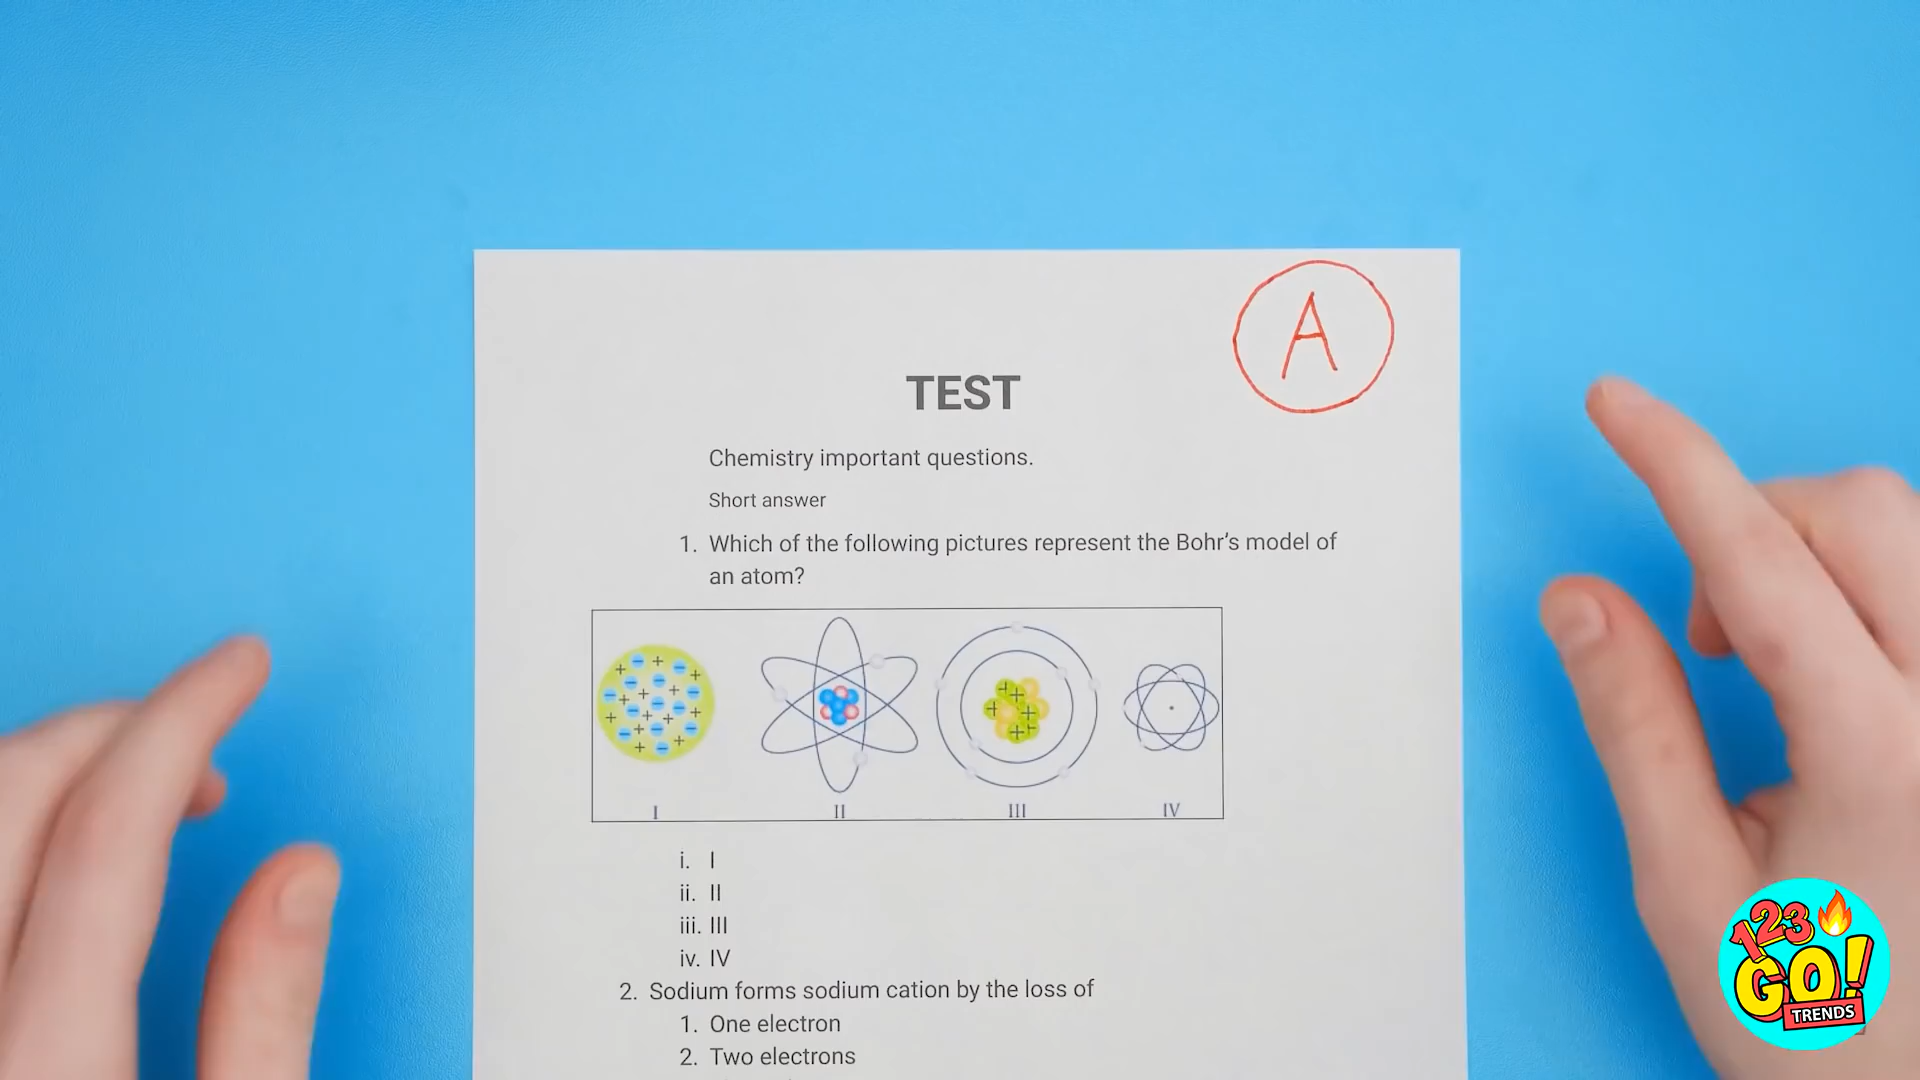 A
TEST
Chemistry important questions.
Short answer
1. Which of the following pictures represent the Bohr's model of
an atom?
I II III IV
i. I
ii. II
iii. III
iv. IV
2. Sodium forms sodium cation by the loss of
1. One electron
2. Two electrons
123
GO!
TRENDS